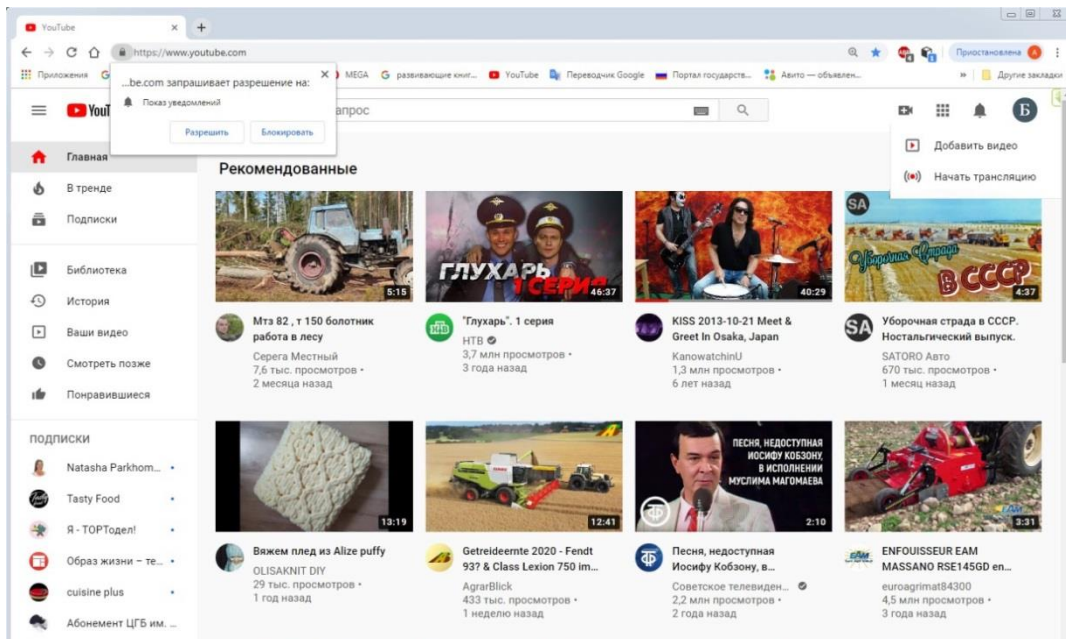 YouTube
https://www.youtube.com
Приостановлена
Приложения
MEGA
развивающие книг...
YouTube
Переводчик Google
Портал государств...
Авито — объявлен...
»
Другие закладки
...be.com запрашивает разрешение на:
Показ уведомлений
Разрешить
Блокировать
YouT
апрос
Б
Добавить видео
Начать трансляцию
Главная
В тренде
Подписки
Библиотека
История
Ваши видео
Смотреть позже
Понравившиеся
ПОДПИСКИ
Natasha Parkhom...
Tasty Food
Я - ТОРТодел!
Образ жизни – те...
cuisine plus
Абонемент ЦГБ им. ...
Рекомендованные
5:15
ГЛУХАРЬ
1 СЕРИЯ
46:37
40:29
SA
Уборочная Страда
В СССР
4:37
Мтз 82 , т 150 болотник
работа в лесу
Серега Местный
7,6 тыс. просмотров •
2 месяца назад
НТВ
"Глухарь". 1 серия
НТВ
3,7 млн просмотров •
3 года назад
KISS 2013-10-21 Meet &
Greet In Osaka, Japan
KanowatchinU
1,3 млн просмотров •
6 лет назад
SA
Уборочная страда в СССР.
Ностальгический выпуск.
SATORO Авто
670 тыс. просмотров •
1 месяц назад
13:19
12:41
ПЕСНЯ, НЕДОСТУПНАЯ
ИОСИФУ КОБЗОНУ,
В ИСПОЛНЕНИИ
МУСЛИМА МАГОМАЕВА
2:10
EAM
3:31
Вяжем плед из Alize puffy
OLISAKNIT DIY
29 тыс. просмотров •
1 год назад
Getreideernte 2020 - Fendt
93? & Class Lexion 750 im...
AgrarBlick
433 тыс. просмотров •
1 неделю назад
Песня, недоступная
Иосифу Кобзону, в...
Советское телевиден...
2,2 млн просмотров •
2 года назад
EAM
ENFOUISSEUR EAM
MASSANO RSE145GD en...
euroagrimat84300
4,5 млн просмотров •
3 года назад